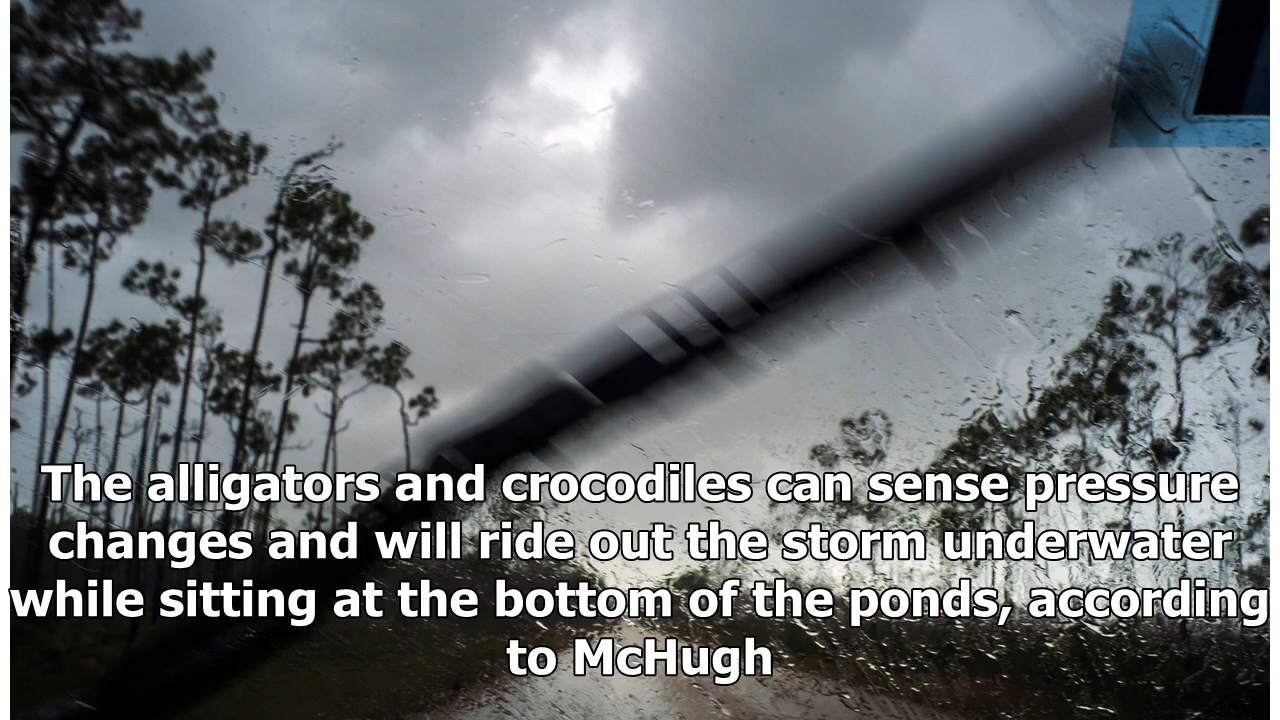 The alligators and crocodiles can sense pressure
changes and will ride out the storm underwater
while sitting at the bottom of the ponds, according
to McHugh